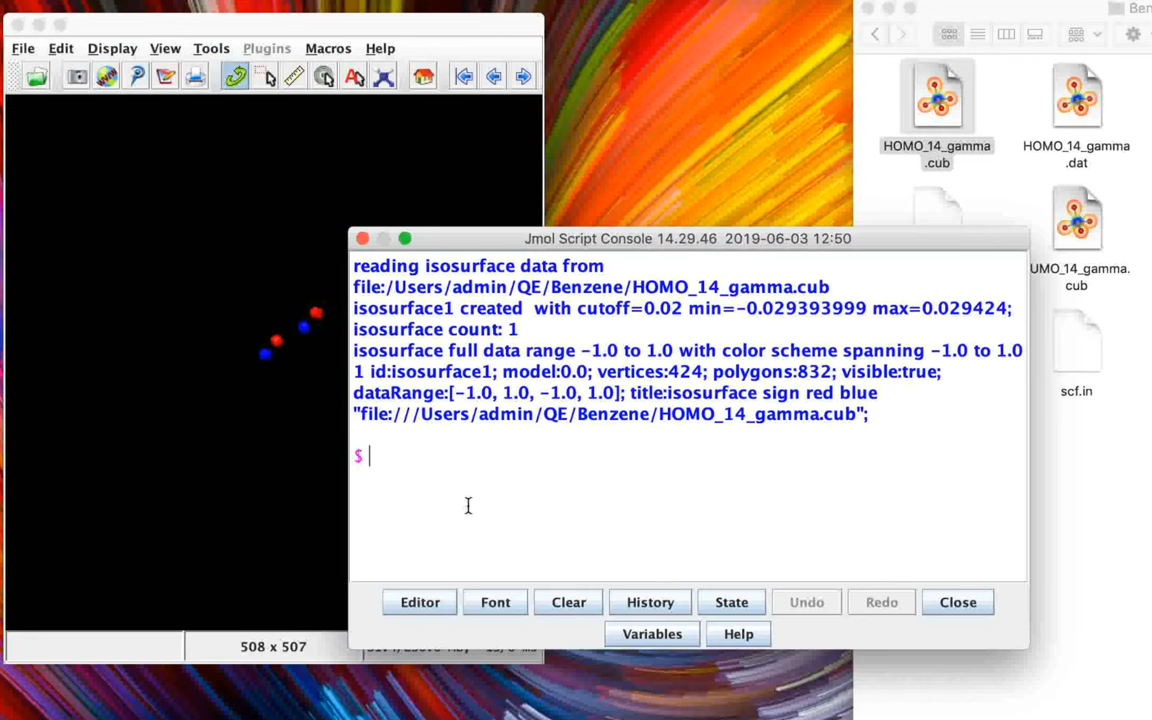 File Edit Display View Tools Plugins Macros Help
Ben
HOMO_14_gamma
.cub
HOMO_14_gamma
.dat
UMO_14_gamma.
cub
scf.in
Jmol Script Console 14.29.46 2019-06-03 12:50
reading isosurface data from
file:/Users/admin/QE/Benzene/HOMO_14_gamma.cub
isosurface1 created with cutoff=0.02 min=-0.029393999 max=0.029424;
isosurface count: 1
isosurface full data range -1.0 to 1.0 with color scheme spanning -1.0 to 1.0
1 id:isosurface1; model:0.0; vertices:424; polygons:832; visible:true;
dataRange:[-1.0, 1.0, -1.0, 1.0]; title:isosurface sign red blue
"file:///Users/admin/QE/Benzene/HOMO_14_gamma.cub";
$
Editor Font Clear History State Undo Redo Close
Variables Help
508 x 507